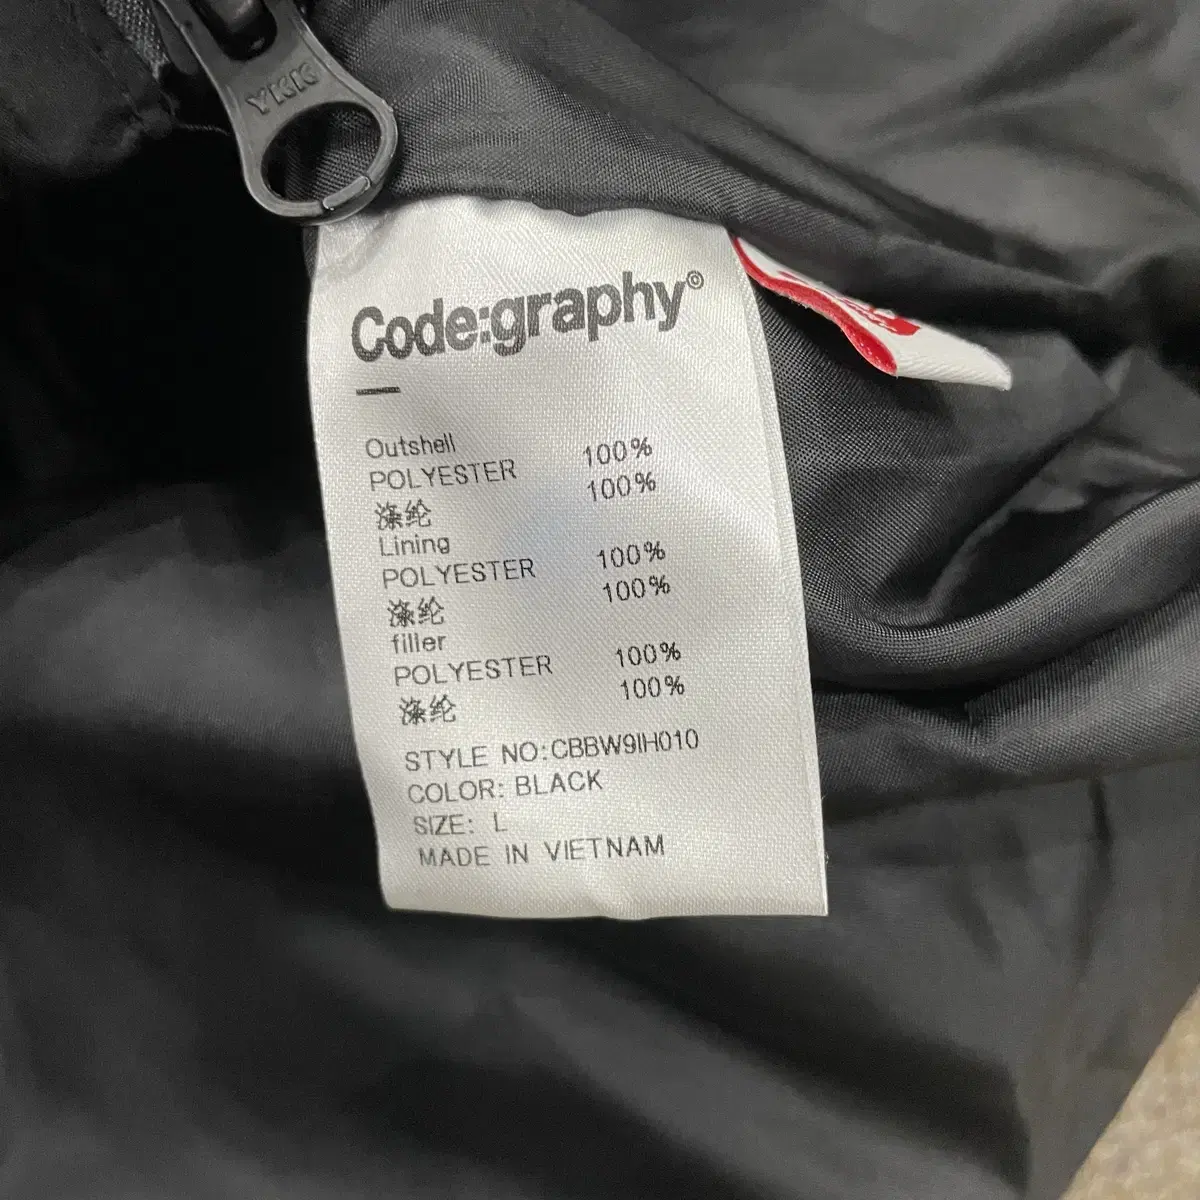 YKK
Code:graphy©
Outshell
POLYESTER 100%
涤纶 100%
Lining
POLYESTER 100%
涤纶 100%
filler
POLYESTER 100%
涤纶 100%
STYLE NO:CBBW9IH010
COLOR: BLACK
SIZE: L
MADE IN VIETNAM